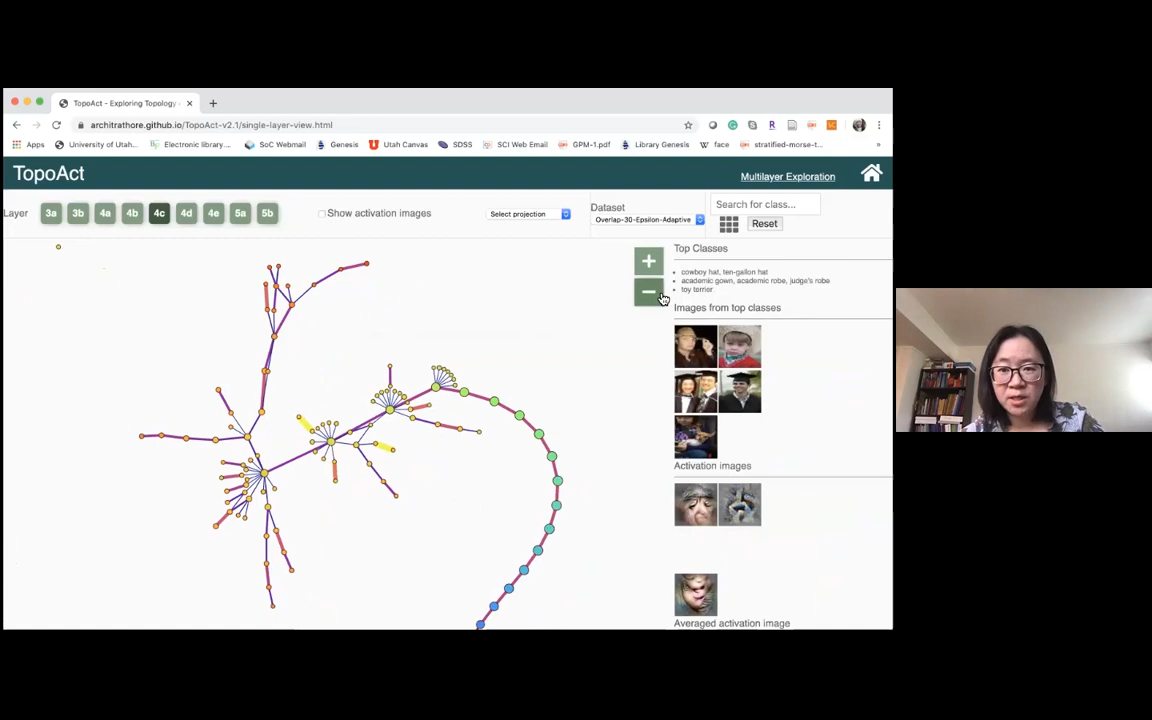 TopoAct - Exploring Topology
architrathore.github.io/TopoAct-v2.1/single-layer-view.html
Apps University of Utah... Electronic library.... SoC Webmail Genesis Utah Canvas SDSS SCI Web Email GPM-1.pdf Library Genesis face stratified-morse-t...
TopoAct
Multilayer Exploration
Layer 3a 3b 4a 4b 4c 4d 4e 5a 5b
Show activation images
Select projection
Dataset
Overlap-30-Epsilon-Adaptive
Search for class...
Reset
+
−
Top Classes
cowboy hat, ten-gallon hat
academic gown, academic robe, judge's robe
toy terrier
Images from top classes
Activation images
Averaged activation image